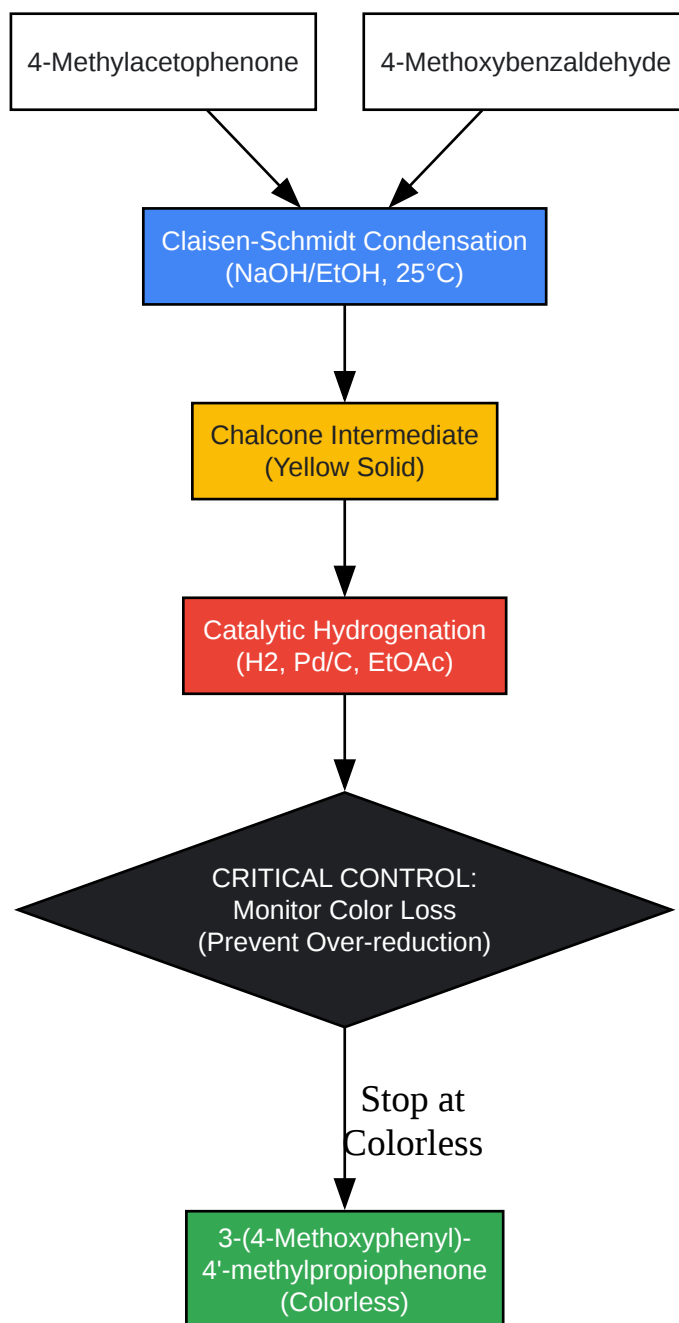 4-Methylacetophenone
4-Methoxybenzaldehyde
Claisen-Schmidt Condensation
(NaOH/EtOH, 25°C)
Chalcone Intermediate
(Yellow Solid)
Catalytic Hydrogenation
(H2, Pd/C, EtOAc)
CRITICAL CONTROL:
Monitor Color Loss
(Prevent Over-reduction)
Stop at
Colorless
3-(4-Methoxyphenyl)-
4'-methylpropiophenone
(Colorless)